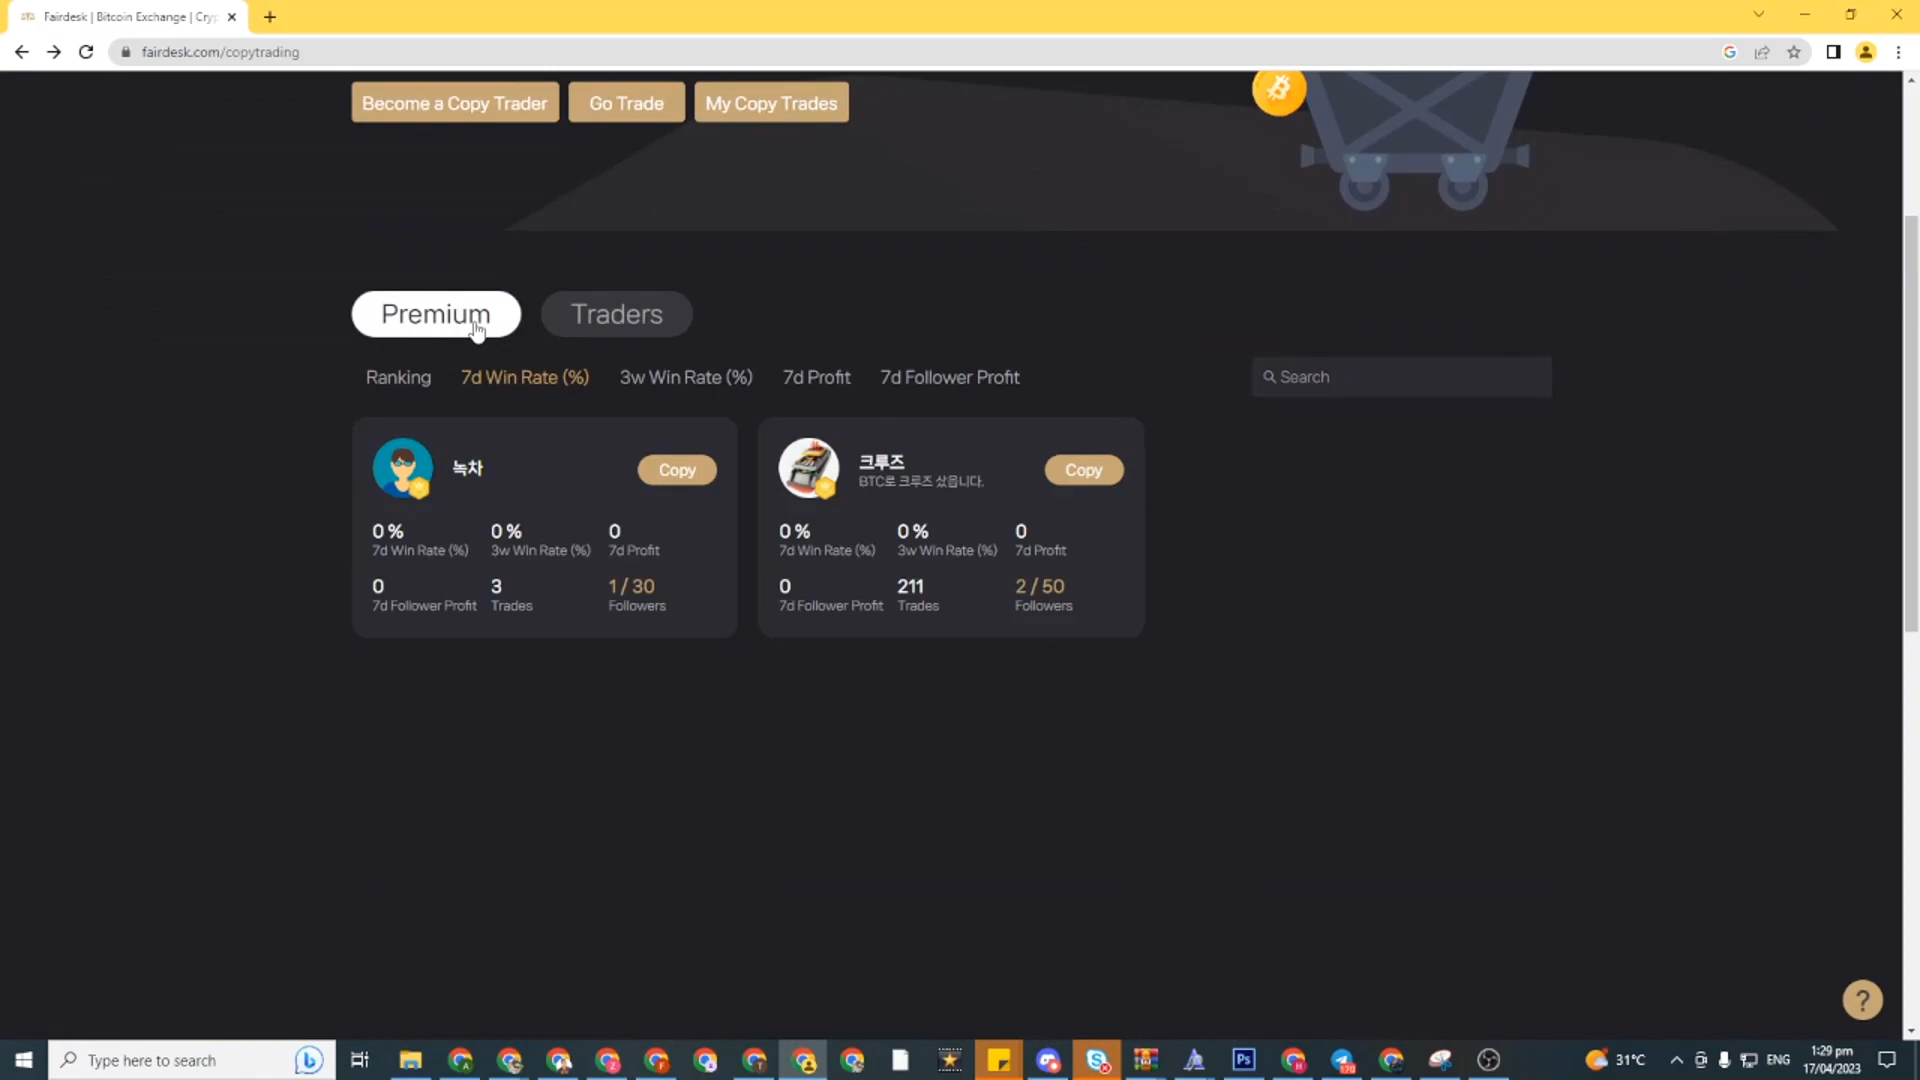 Fairdesk | Bitcoin Exchange | Cry
fairdesk.com/copytrading
Become a Copy Trader
Go Trade
My Copy Trades
Premium
Traders
Ranking
7d Win Rate (%)
3w Win Rate (%)
7d Profit
7d Follower Profit
Search
녹차
Copy
0 %
7d Win Rate (%)
0 %
3w Win Rate (%)
0
7d Profit
0
7d Follower Profit
3
Trades
1 / 30
Followers
크루즈
BTC로 크루즈 샀읍니다.
Copy
0 %
7d Win Rate (%)
0 %
3w Win Rate (%)
0
7d Profit
0
7d Follower Profit
211
Trades
2 / 50
Followers
?
Type here to search
Ps
31°C
ENG
1:29 pm
17/04/2023